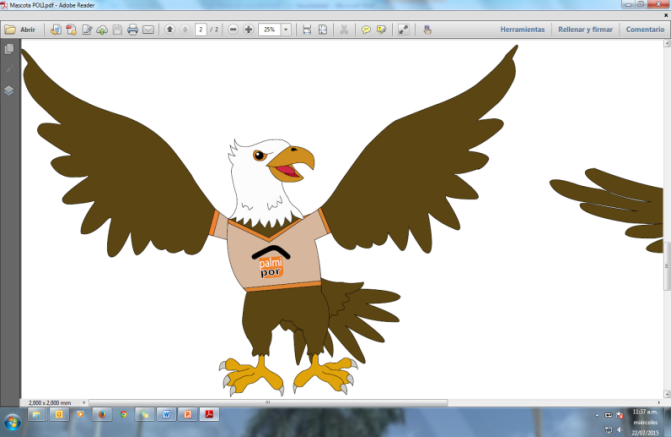 Mascota POLI.pdf - Adobe Reader
Abrir
2 / 2
25%
Herramientas
Rellenar y firmar
Comentario
palmi
por
2,000 x 2,000 mm
11:37 a.m.
miércoles
22/07/2015